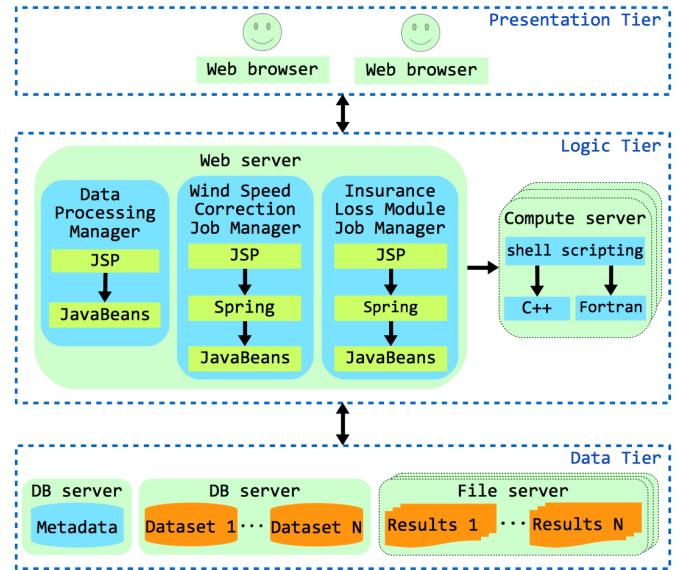 Presentation Tier
Web browser
Web browser
Logic Tier
Web server
Data
Processing
Manager
JSP
JavaBeans
Wind Speed
Correction
Job Manager
JSP
Spring
JavaBeans
Insurance
Loss Module
Job Manager
JSP
Spring
JavaBeans
Compute server
shell scripting
C++
Fortran
Data Tier
DB server
Metadata
DB server
Dataset 1 ··· Dataset N
File server
Results 1 ··· Results N